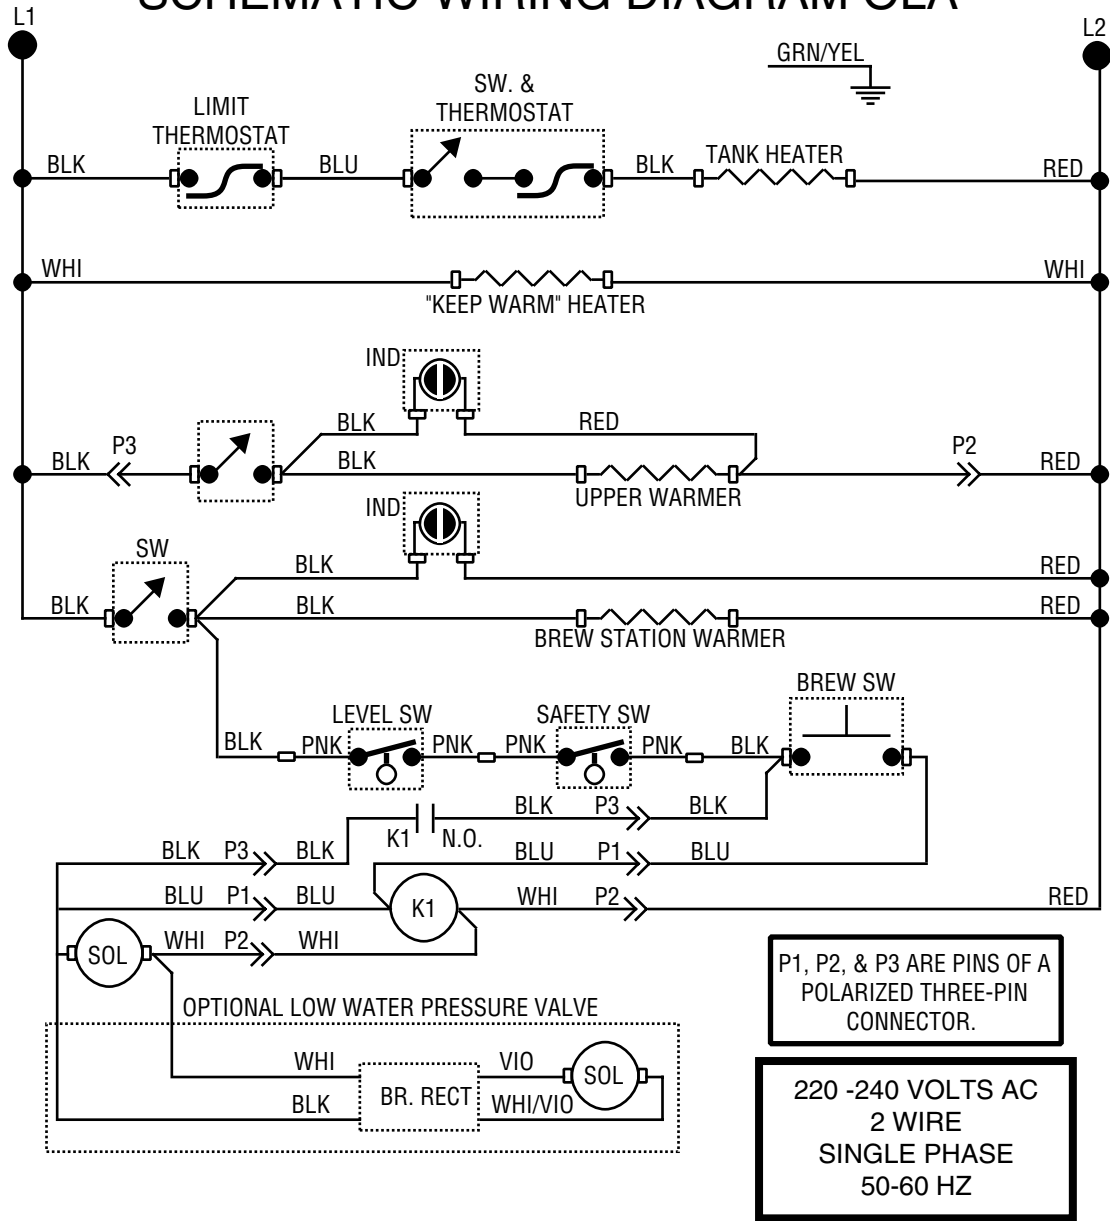 SCHEMATIC WIRING DIAGRAM CLA
L1
L2
GRN/YEL
SW. &
THERMOSTAT
LIMIT
THERMOSTAT
BLK
BLU
BLK
TANK HEATER
RED
WHI
WHI
"KEEP WARM" HEATER
IND
BLK
RED
BLK
P3
BLK
P2
RED
UPPER WARMER
IND
SW
BLK
RED
BLK
BLK
RED
BREW STATION WARMER
BREW SW
LEVEL SW
SAFETY SW
BLK
PNK
PNK
PNK
PNK
BLK
BLK
P3
BLK
K1
N.O.
BLK
P3
BLK
BLU
P1
BLU
BLU
P1
BLU
K1
WHI
P2
RED
SOL
WHI
P2
WHI
P1, P2, & P3 ARE PINS OF A
POLARIZED THREE-PIN
CONNECTOR.
OPTIONAL LOW WATER PRESSURE VALVE
WHI
VIO
SOL
BR. RECT
BLK
WHI/VIO
220 -240 VOLTS AC
2 WIRE
SINGLE PHASE
50-60 HZ